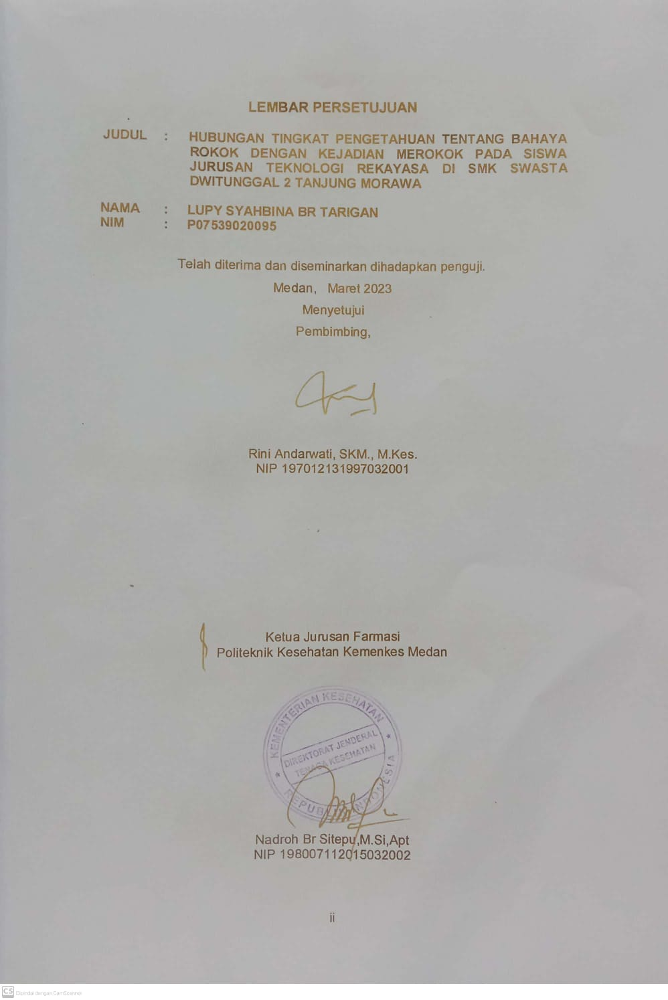 LEMBAR PERSETUJUAN
JUDUL : HUBUNGAN TINGKAT PENGETAHUAN TENTANG BAHAYA
ROKOK DENGAN KEJADIAN MEROKOK PADA SISWA
JURUSAN TEKNOLOGI REKAYASA DI SMK SWASTA
DWITUNGGAL 2 TANJUNG MORAWA
NAMA : LUPY SYAHBINA BR TARIGAN
NIM : P07539020095
Telah diterima dan diseminarkan dihadapkan penguji.
Medan, Maret 2023
Menyetujui
Pembimbing,
Rini Andarwati, SKM., M.Kes.
NIP 197012131997032001
Ketua Jurusan Farmasi
Politeknik Kesehatan Kemenkes Medan
KEMENTERIAN KESEHATAN
DIREKTORAT JENDERAL
TENAGA KESEHATAN
REPUBLIK INDONESIA
Nadroh Br Sitepu,M.Si,Apt
NIP 198007112015032002
ii
CS Dipindai dengan CamScanner